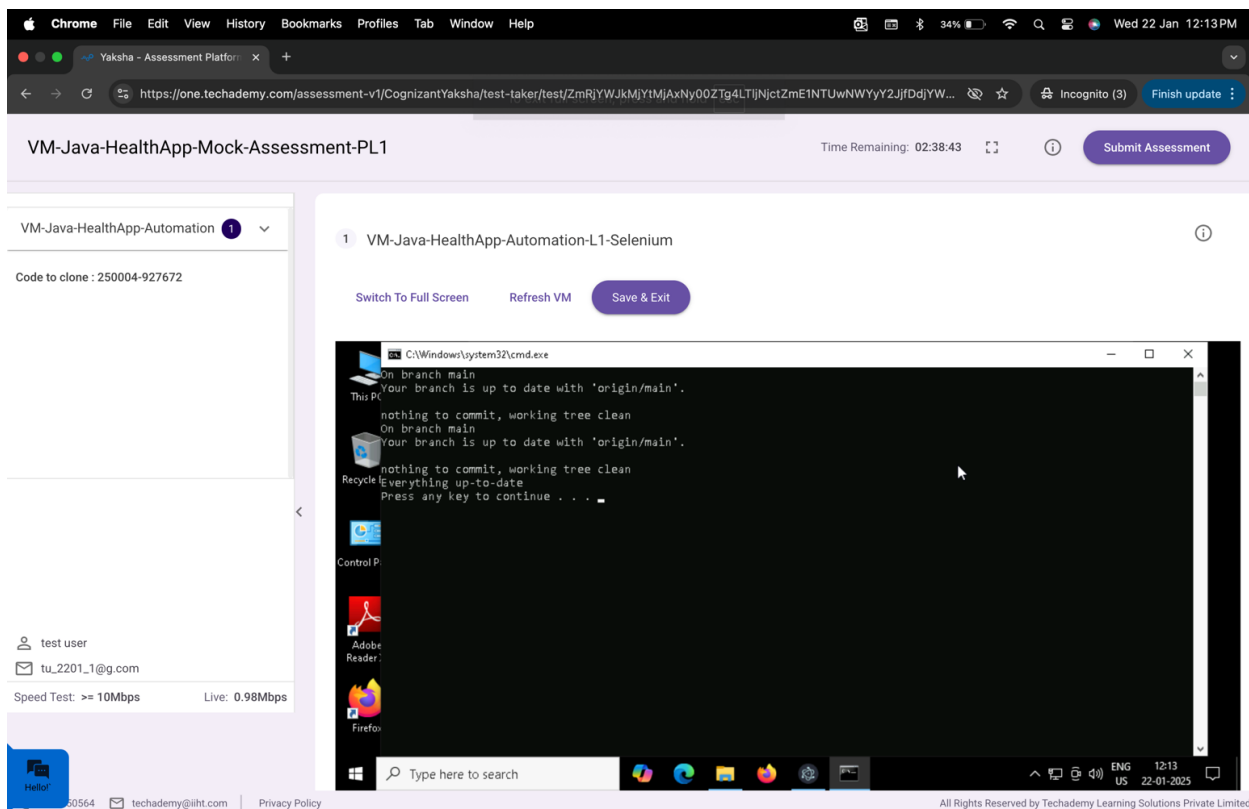 Chrome File Edit View History Bookmarks Profiles Tab Window Help 34% Wed 22 Jan 12:13 PM
Yaksha - Assessment Platform
https://one.techademy.com/assessment-v1/CognizantYaksha/test-taker/test/ZmRjYWJkMjYtMjAxNy00ZTg4LTljNjctZmE1NTUwNWYyY2JjfDdjYW... Incognito (3) Finish update
VM-Java-HealthApp-Mock-Assessment-PL1 Time Remaining: 02:38:43 Submit Assessment
VM-Java-HealthApp-Automation 1
Code to clone : 250004-927672
1 VM-Java-HealthApp-Automation-L1-Selenium
Switch To Full Screen Refresh VM Save & Exit
C:\Windows\system32\cmd.exe
On branch main
Your branch is up to date with 'origin/main'.
nothing to commit, working tree clean
On branch main
Your branch is up to date with 'origin/main'.
nothing to commit, working tree clean
Everything up-to-date
Press any key to continue . . .
This PC
Recycle
Control P
Adobe
Reader
Firefox
test user
tu_2201_1@g.com
Speed Test: >= 10Mbps Live: 0.98Mbps
Type here to search
ENG
US
12:13
22-01-2025
Hello!
50564 techademy@iiht.com Privacy Policy All Rights Reserved by Techademy Learning Solutions Private Limited